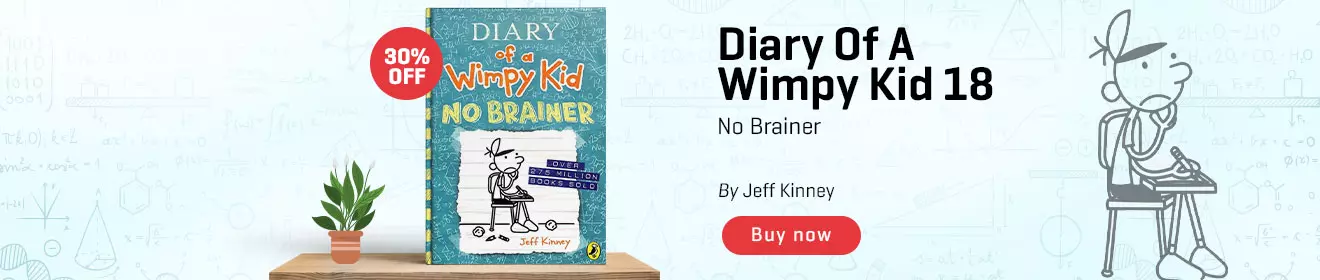 30%
OFF
DIARY
of a
Wimpy Kid
NO BRAINER
OVER
275 MILLION
BOOKS SOLD
Jeff Kinney
Diary Of A
Wimpy Kid 18
No Brainer
By Jeff Kinney
Buy now